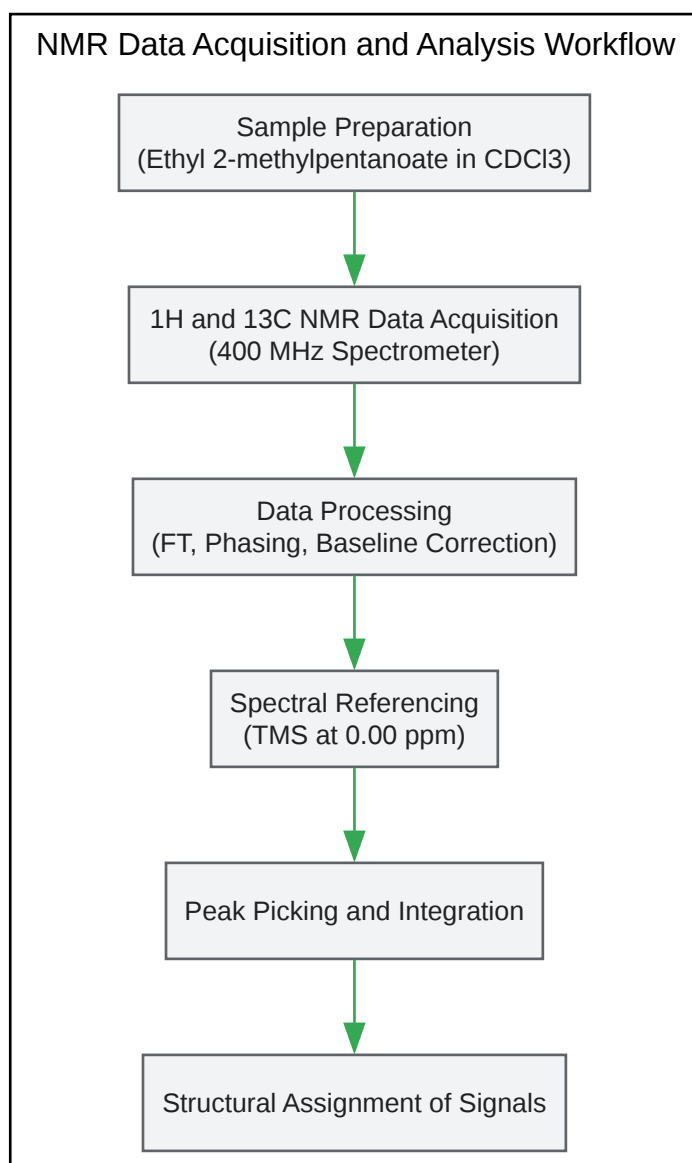 NMR Data Acquisition and Analysis Workflow
Sample Preparation
(Ethyl 2-methylpentanoate in CDCl3)
1H and 13C NMR Data Acquisition
(400 MHz Spectrometer)
Data Processing
(FT, Phasing, Baseline Correction)
Spectral Referencing
(TMS at 0.00 ppm)
Peak Picking and Integration
Structural Assignment of Signals